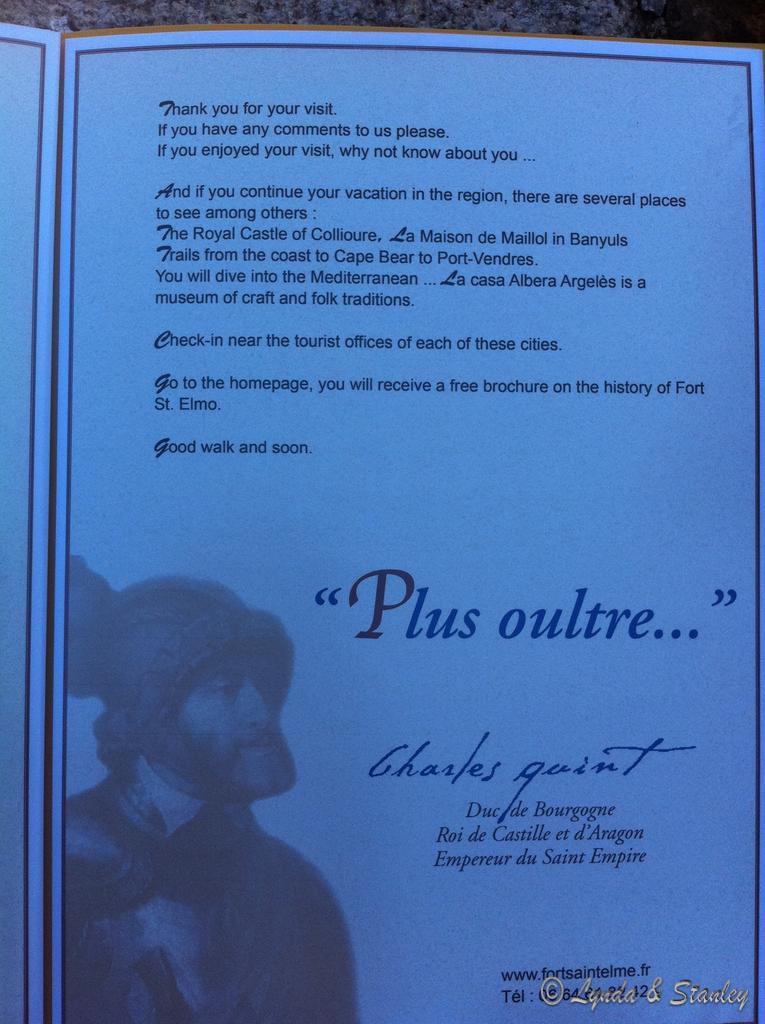 Thank you for your visit.
If you have any comments to us please.
If you enjoyed your visit, why not know about you ...
And if you continue your vacation in the region, there are several places
to see among others :
The Royal Castle of Collioure, La Maison de Maillol in Banyuls
Trails from the coast to Cape Bear to Port-Vendres.
You will dive into the Mediterranean ... La casa Albera Argelès is a
museum of craft and folk traditions.
Check-in near the tourist offices of each of these cities.
Go to the homepage, you will receive a free brochure on the history of Fort
St. Elmo.
Good walk and soon.
“Plus oultre...”
Charles quint
Duc de Bourgogne
Roi de Castille et d'Aragon
Empereur du Saint Empire
www.fortsaintelme.fr
Tél : 06 64
© Lynda & Stanley